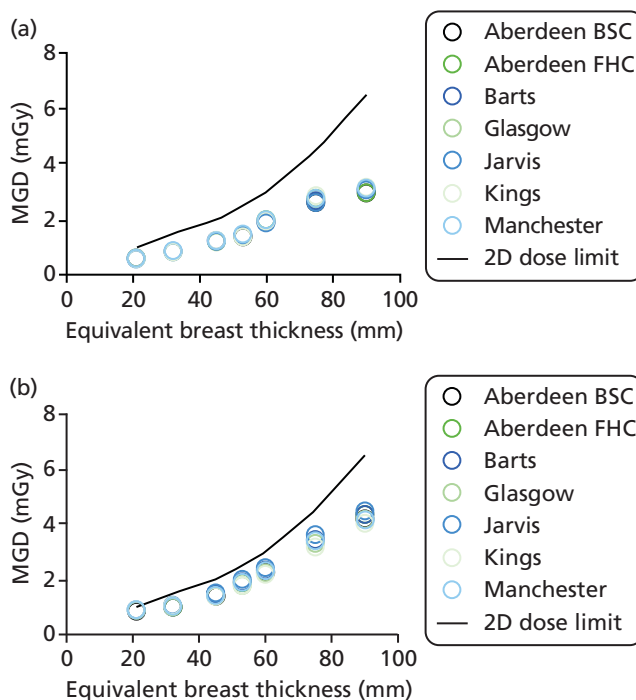 (a)
8
6
4
2
0
MGD (mGy)
0 20 40 60 80 100
Equivalent breast thickness (mm)
Aberdeen BSC
Aberdeen FHC
Barts
Glasgow
Jarvis
Kings
Manchester
2D dose limit
(b)
8
6
4
2
0
MGD (mGy)
0 20 40 60 80 100
Equivalent breast thickness (mm)
Aberdeen BSC
Aberdeen FHC
Barts
Glasgow
Jarvis
Kings
Manchester
2D dose limit